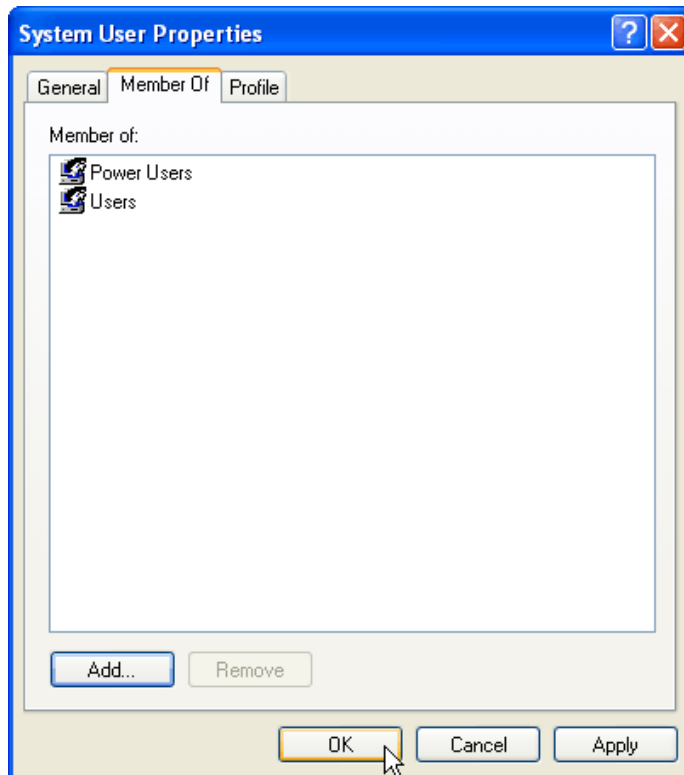 System User Properties
?
General Member Of Profile
Member of:
Power Users
Users
Add... Remove
OK Cancel Apply